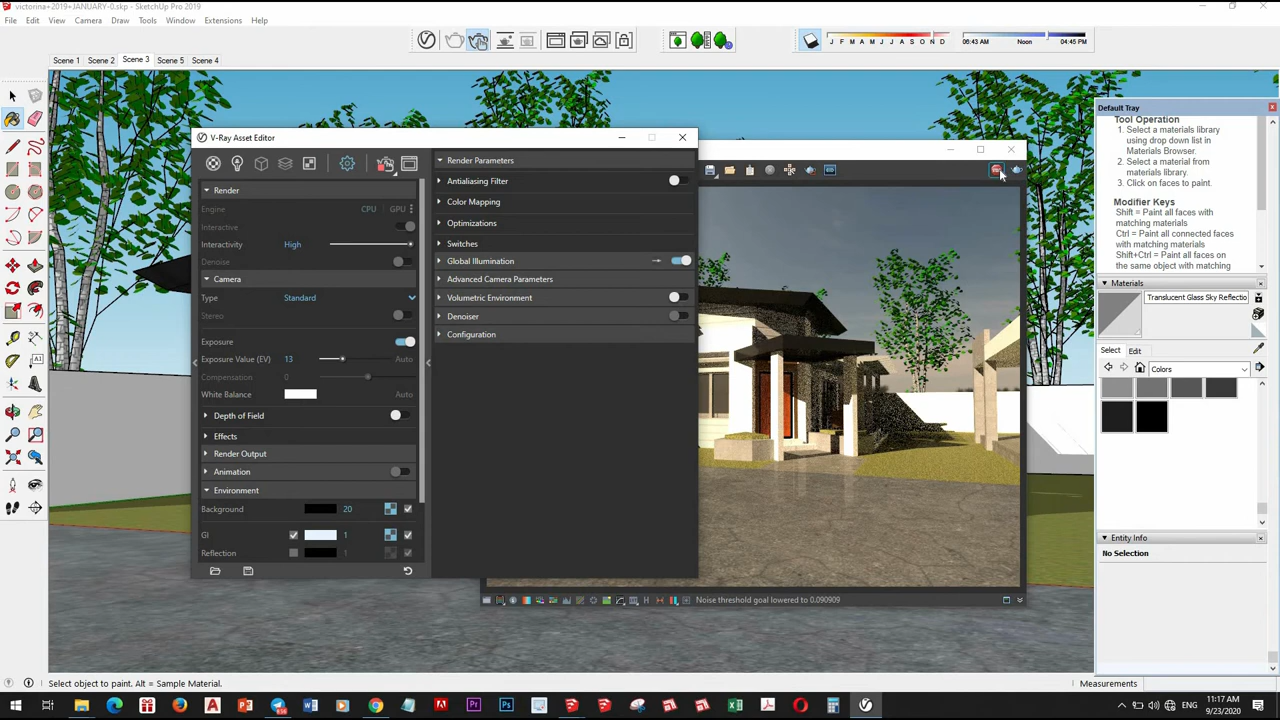 victorina+2019+JANUARY-0.skp - SketchUp Pro 2019
File Edit View Camera Draw Tools Window Extensions Help
J F M A M J J A S O N D 06:43 AM Noon 04:45 PM
Scene 1 Scene 2 Scene 3 Scene 5 Scene 4
V-Ray Asset Editor
Render
Engine CPU GPU
Interactive
Interactivity High
Denoise
Camera
Type Standard
Stereo
Exposure
Exposure Value (EV) 13 Auto
Compensation 0
White Balance Auto
Depth of Field
Effects
Render Output
Animation
Environment
Background 20
GI 1
Reflection 1
Render Parameters
Antialiasing Filter
Color Mapping
Optimizations
Switches
Global Illumination
Advanced Camera Parameters
Volumetric Environment
Denoiser
Configuration
Noise threshold goal lowered to 0.090909
Default Tray
Tool Operation
1. Select a materials library
using drop down list in
Materials Browser.
2. Select a material from
materials library.
3. Click on faces to paint.
Modifier Keys
Shift = Paint all faces with
matching materials
Ctrl = Paint all connected faces
with matching materials
Shift+Ctrl = Paint all faces on
the same object with matching
Materials
Translucent Glass Sky Reflectio
Select Edit
Colors
Entity Info
No Selection
Select object to paint. Alt = Sample Material.
Measurements
ENG
11:17 AM
9/23/2020